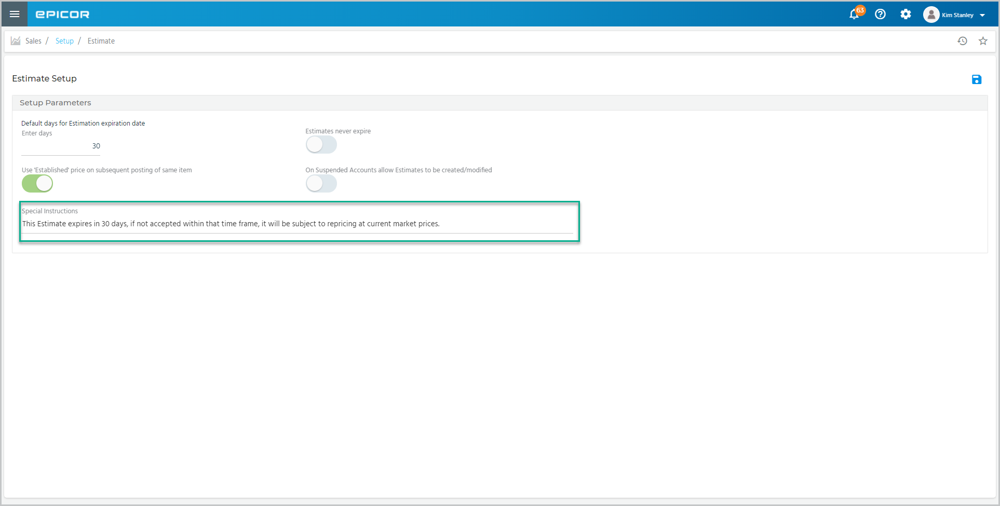 EPICOR
63
Kim Stanley
Sales / Setup / Estimate
Estimate Setup
Setup Parameters
Default days for Estimation expiration date
Enter days
30
Estimates never expire
Use 'Established' price on subsequent posting of same item
On Suspended Accounts allow Estimates to be created/modified
Special Instructions
This Estimate expires in 30 days, if not accepted within that time frame, it will be subject to repricing at current market prices.